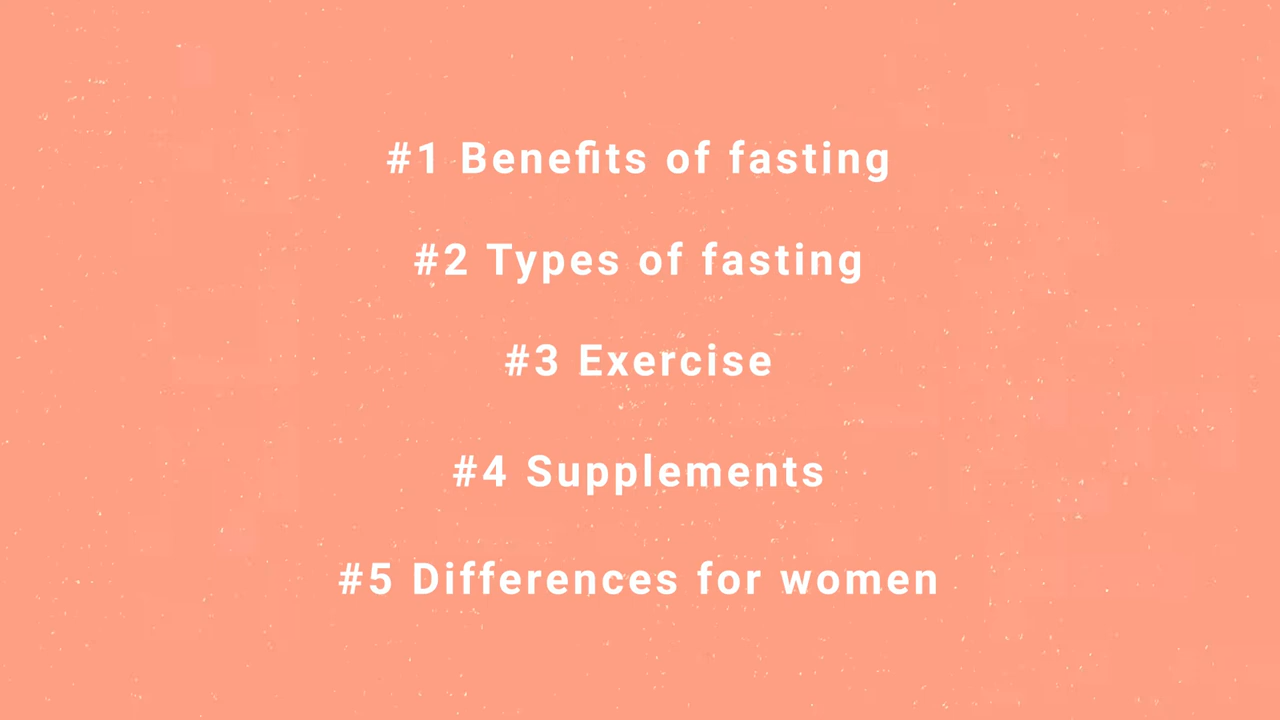 #1 Benefits of fasting
#2 Types of fasting
#3 Exercise
#4 Supplements
#5 Differences for women